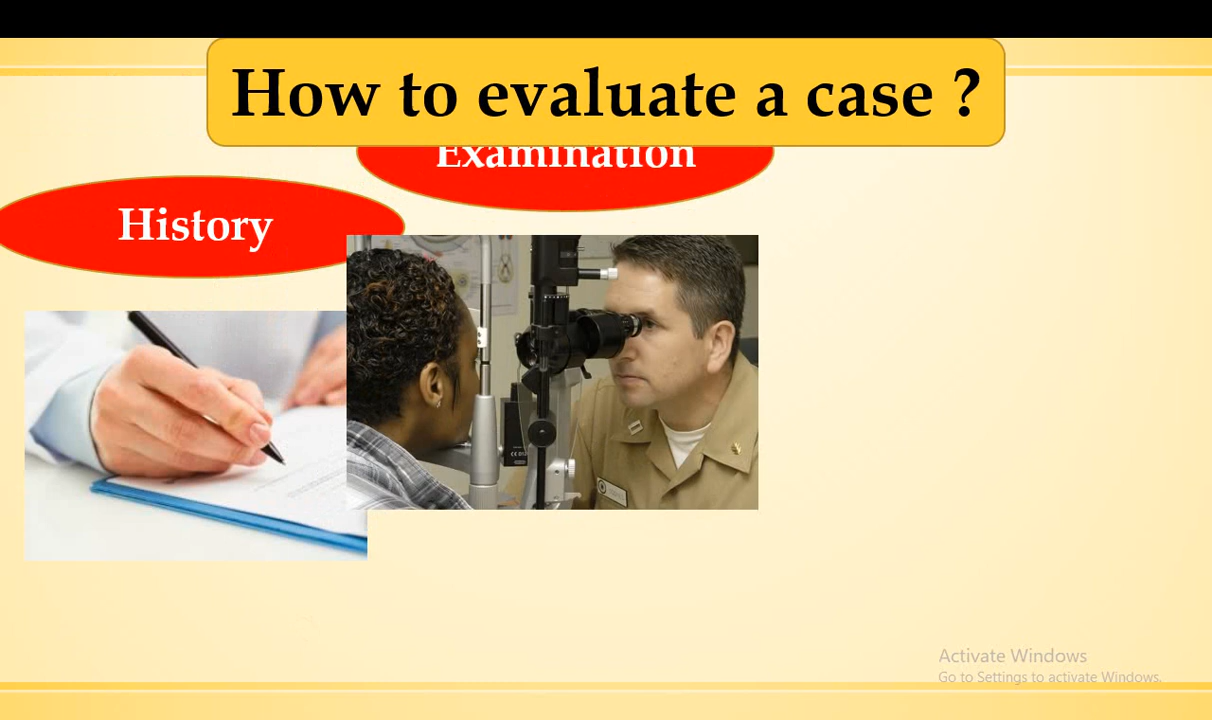 How to evaluate a case ?
Examination
History
Activate Windows
Go to Settings to activate Windows.